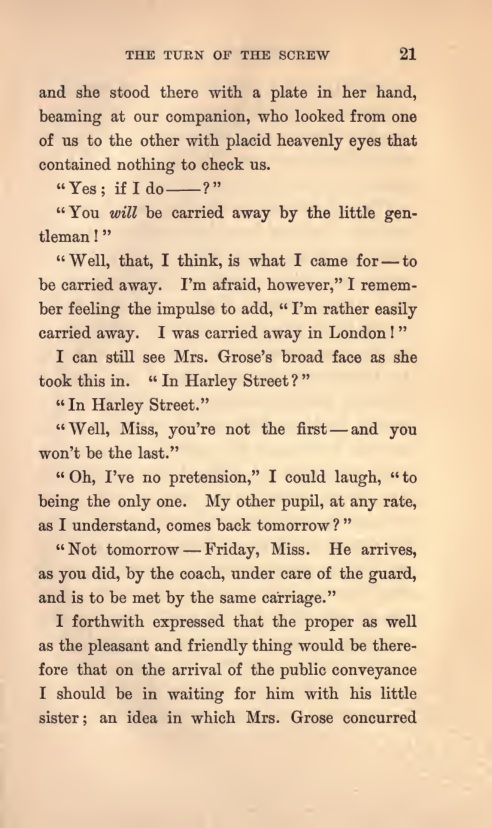 THE TURN OF THE SCREW 21
and she stood there with a plate in her hand,
beaming at our companion, who looked from one
of us to the other with placid heavenly eyes that
contained nothing to check us.
“Yes; if I do——?”
“You will be carried away by the little gen-
tleman!”
“Well, that, I think, is what I came for—to
be carried away. I'm afraid, however,” I remem-
ber feeling the impulse to add, “I'm rather easily
carried away. I was carried away in London!”
I can still see Mrs. Grose's broad face as she
took this in. “In Harley Street?”
“In Harley Street.”
“Well, Miss, you're not the first—and you
won't be the last.”
“Oh, I've no pretension,” I could laugh, “to
being the only one. My other pupil, at any rate,
as I understand, comes back tomorrow?”
“Not tomorrow—Friday, Miss. He arrives,
as you did, by the coach, under care of the guard,
and is to be met by the same carriage.”
I forthwith expressed that the proper as well
as the pleasant and friendly thing would be there-
fore that on the arrival of the public conveyance
I should be in waiting for him with his little
sister; an idea in which Mrs. Grose concurred